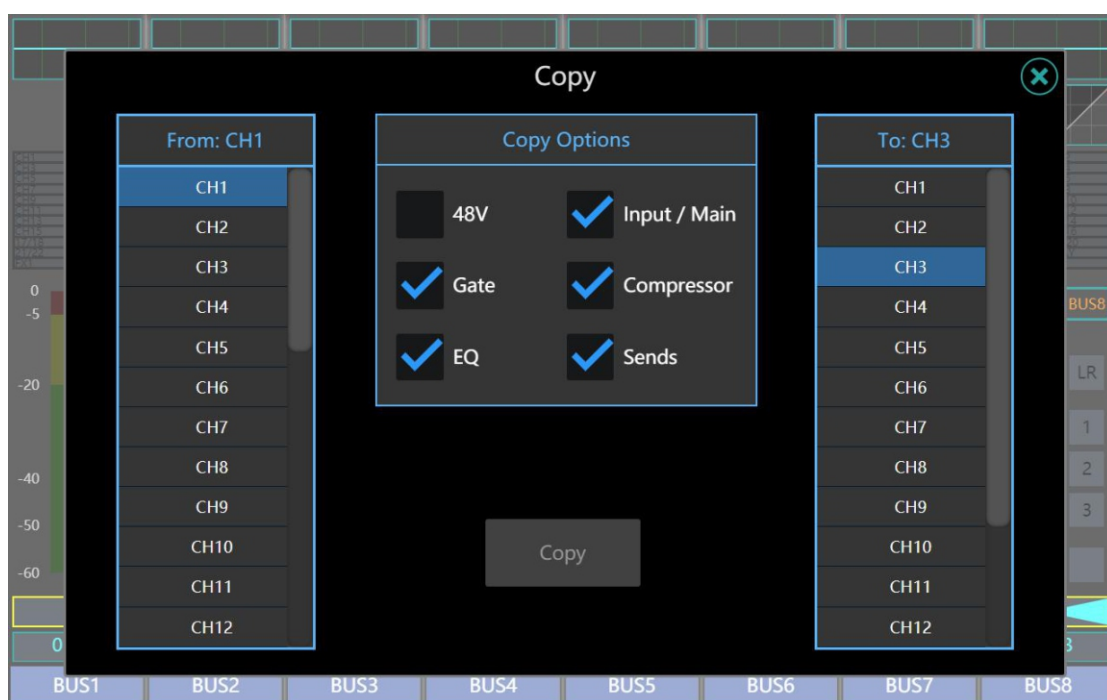 Copy
From: CH1
CH1
CH2
CH3
CH4
CH5
CH6
CH7
CH8
CH9
CH10
CH11
CH12
Copy Options
48V
Input / Main
Gate
Compressor
EQ
Sends
Copy
To: CH3
CH1
CH2
CH3
CH4
CH5
CH6
CH7
CH8
CH9
CH10
CH11
CH12
0
-5
-20
-40
-50
-60
0
BUS8
LR
1
2
3
3
BUS1
BUS2
BUS3
BUS4
BUS5
BUS6
BUS7
BUS8